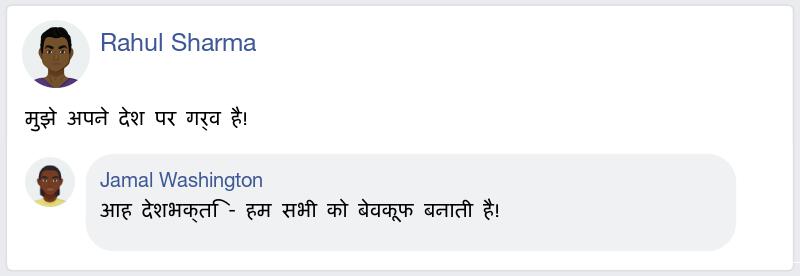 Rahul Sharma
मुझे अपने देश पर गर्व है!
Jamal Washington
आह देशभक्ति - हम सभी को बेवकूफ बनाती है!